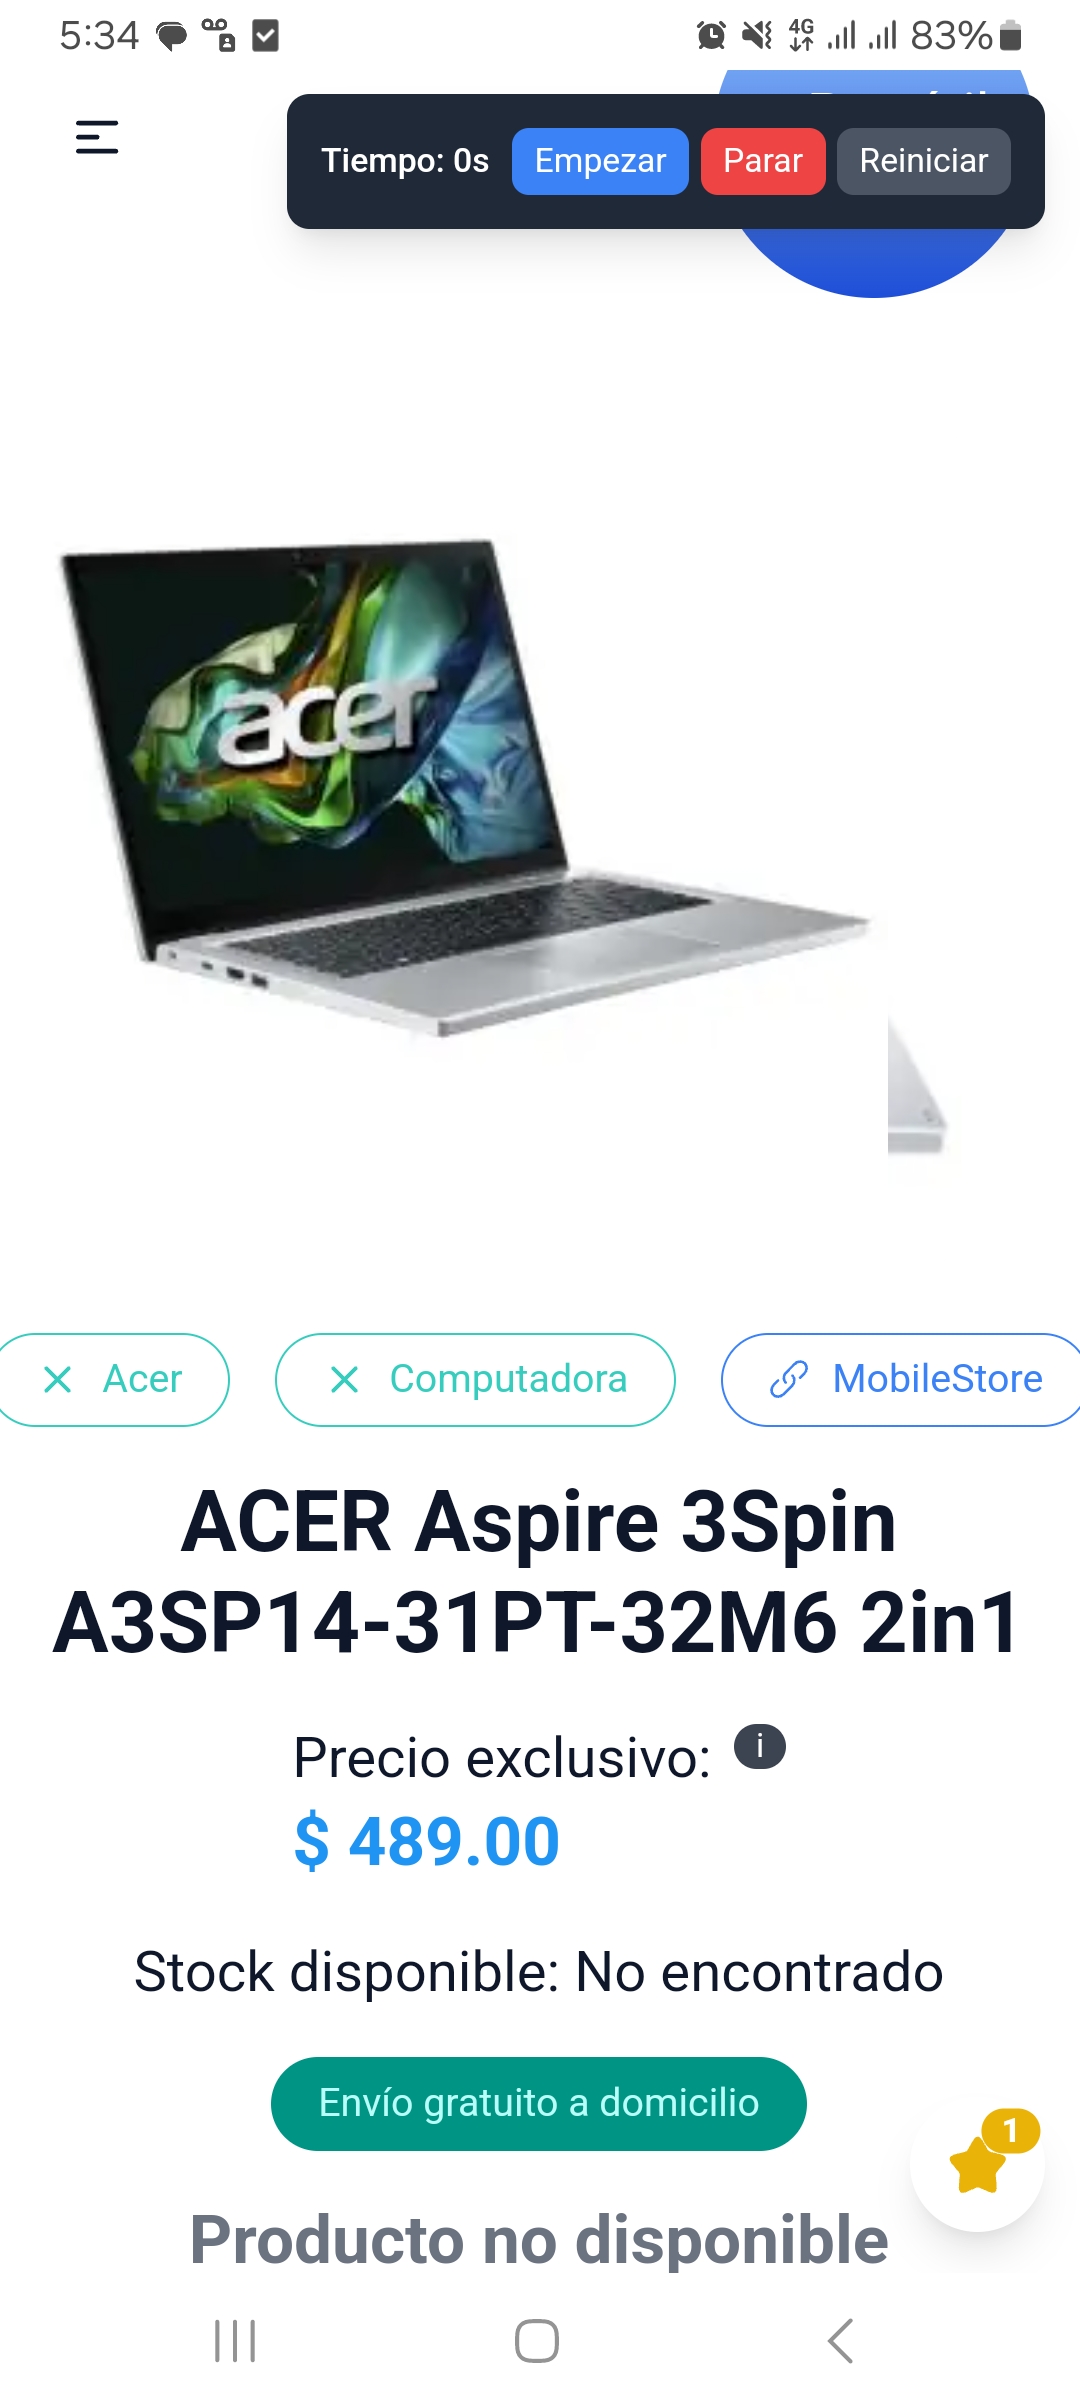 5:34
4G
83%
Tiempo: 0s
Empezar
Parar
Reiniciar
acer
Acer
Computadora
MobileStore
ACER Aspire 3Spin
A3SP14-31PT-32M6 2in1
Precio exclusivo:
i
$ 489.00
Stock disponible: No encontrado
Envío gratuito a domicilio
1
Producto no disponible